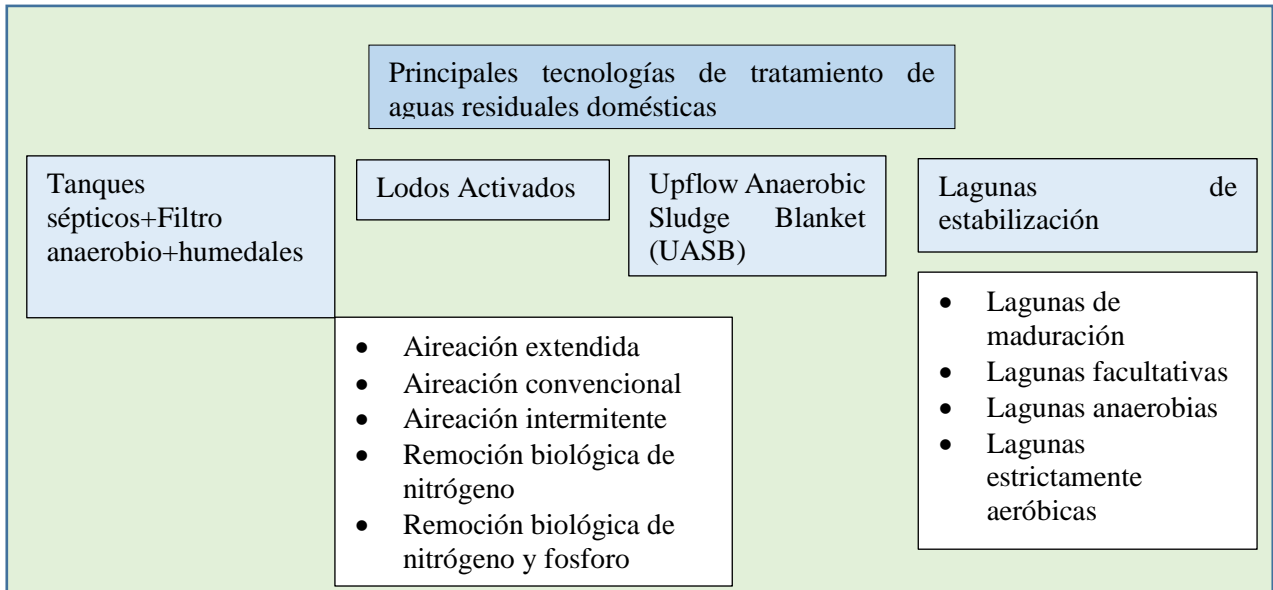 Principales tecnologías de tratamiento de
aguas residuales domésticas
Tanques
sépticos+Filtro
anaerobio+humedales
Lodos Activados
Upflow Anaerobic
Sludge Blanket
(UASB)
Lagunas de
estabilización
• Aireación extendida
• Aireación convencional
• Aireación intermitente
• Remoción biológica de
nitrógeno
• Remoción biológica de
nitrógeno y fosforo
• Lagunas de
maduración
• Lagunas facultativas
• Lagunas anaerobias
• Lagunas
estrictamente
aeróbicas